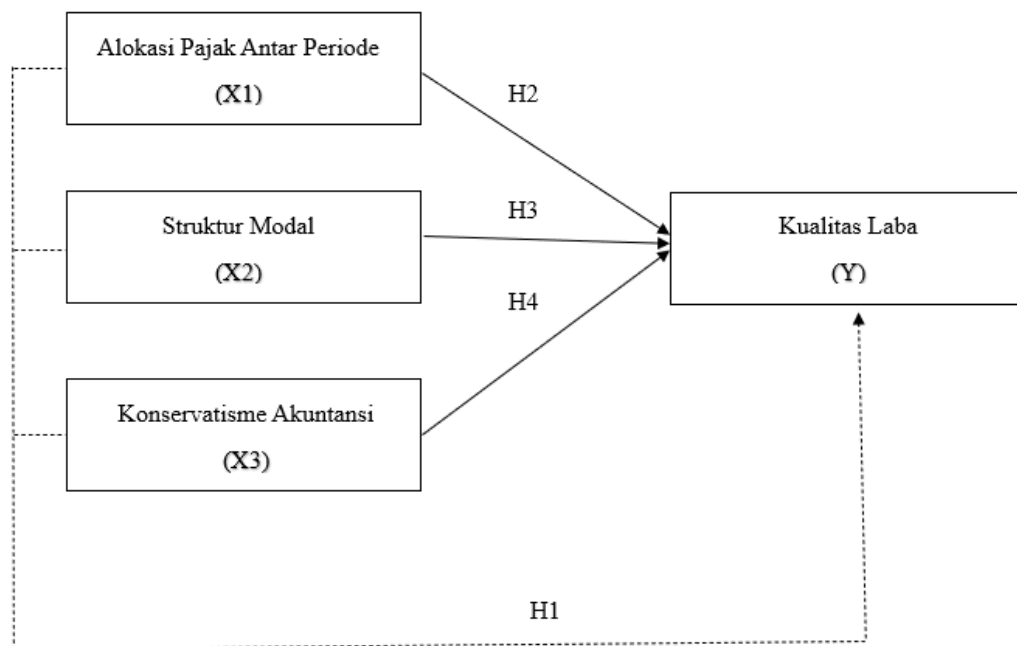 Alokasi Pajak Antar Periode
(X1)
H2
Struktur Modal
(X2)
H3
Kualitas Laba
(Y)
H4
Konservatisme Akuntansi
(X3)
H1